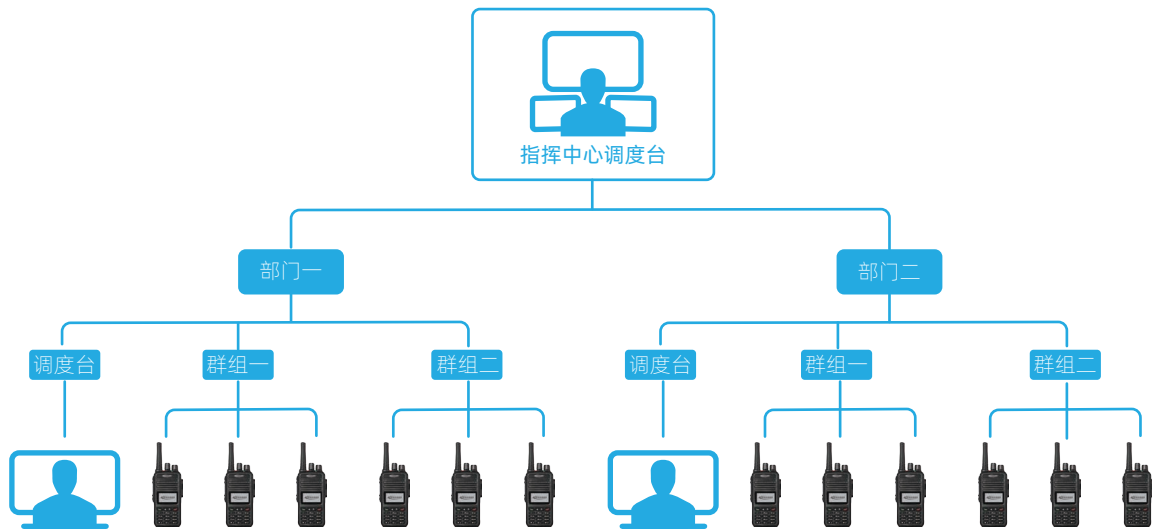 指挥中心调度台
部门一
部门二
调度台
群组一
群组二
调度台
群组一
群组二